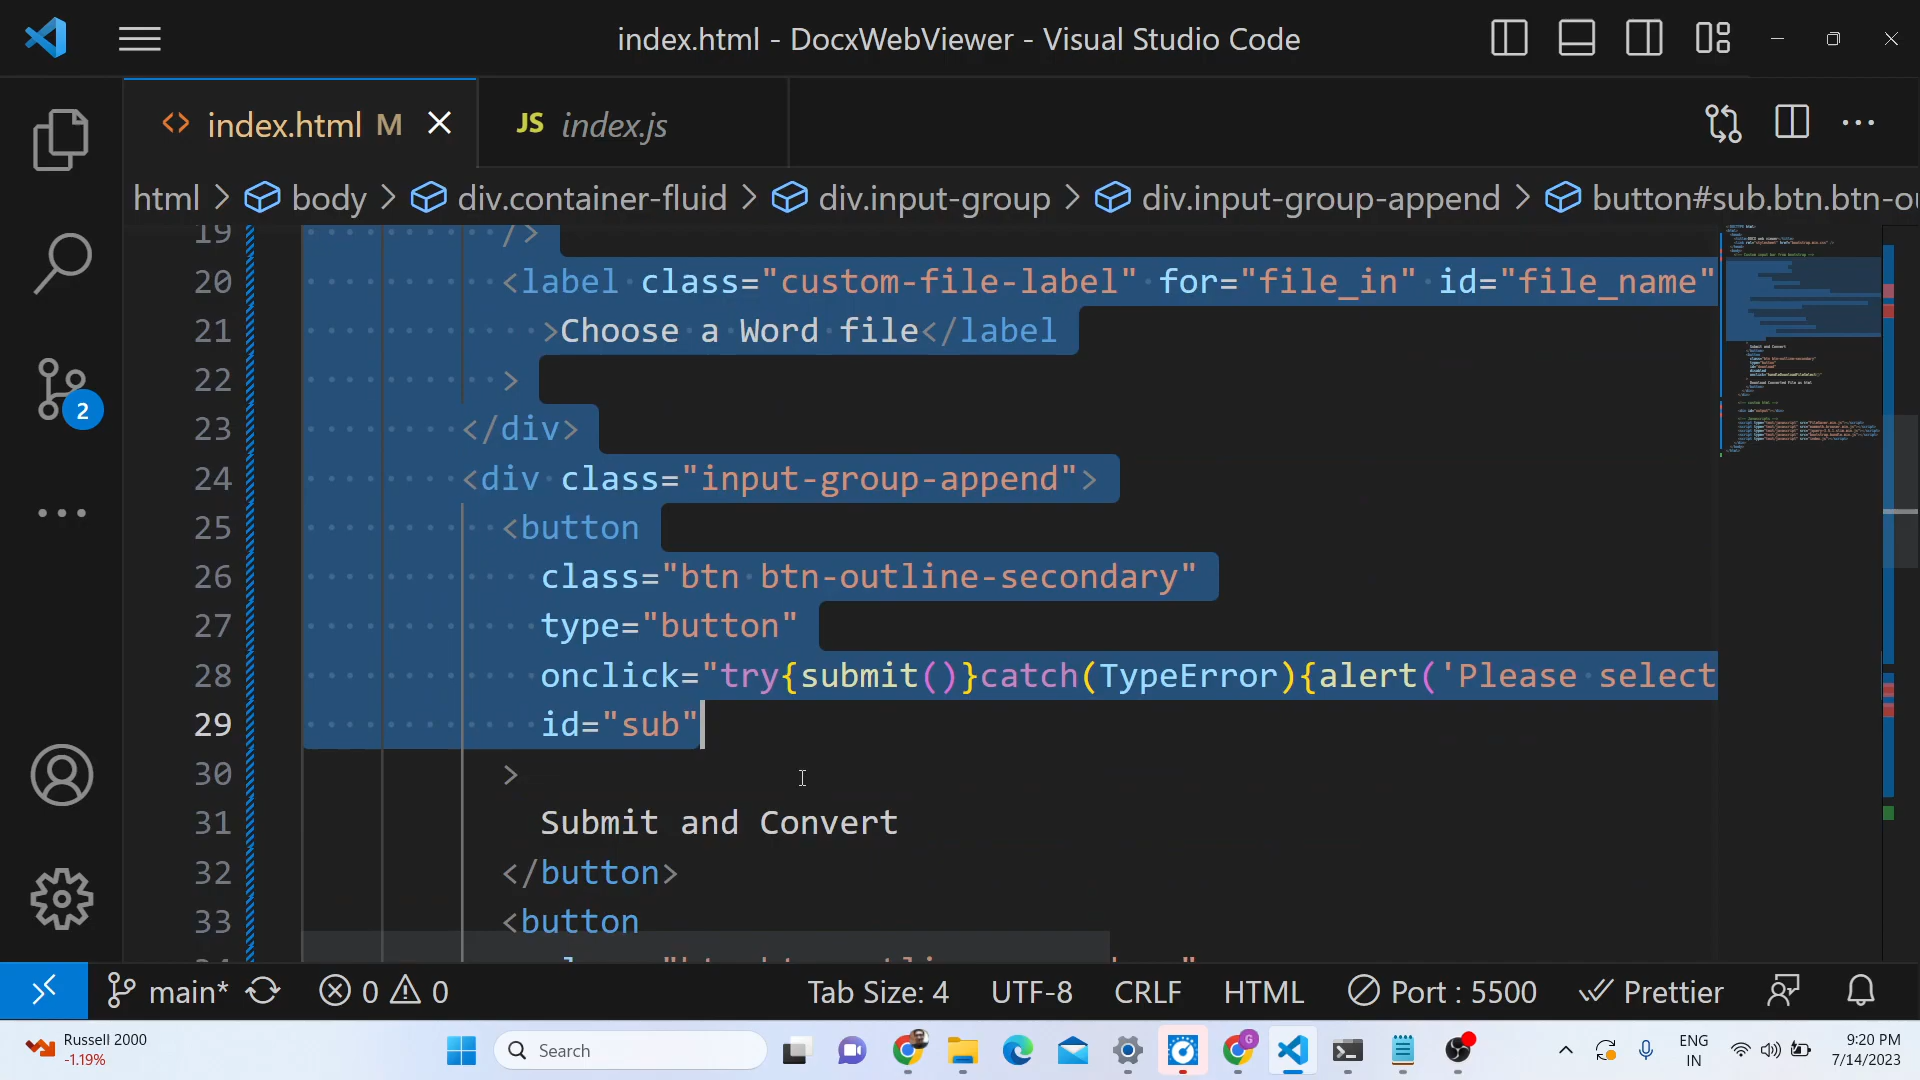 index.html - DocxWebViewer - Visual Studio Code
index.html M
JS index.js
html > body > div.container-fluid > div.input-group > div.input-group-append > button#sub.btn.btn-ou
19 />
20 <label class="custom-file-label" for="file_in" id="file_name"
21 >Choose a Word file</label
22 >
23 </div>
24 <div class="input-group-append">
25 <button
26 class="btn btn-outline-secondary"
27 type="button"
28 onclick="try{submit()}catch(TypeError){alert('Please select
29 id="sub"
30 >
31 Submit and Convert
32 </button>
33 <button
2
main* 0 0 Tab Size: 4 UTF-8 CRLF HTML Port : 5500 Prettier
Russell 2000
-1.19%
Search
ENG
IN
9:20 PM
7/14/2023